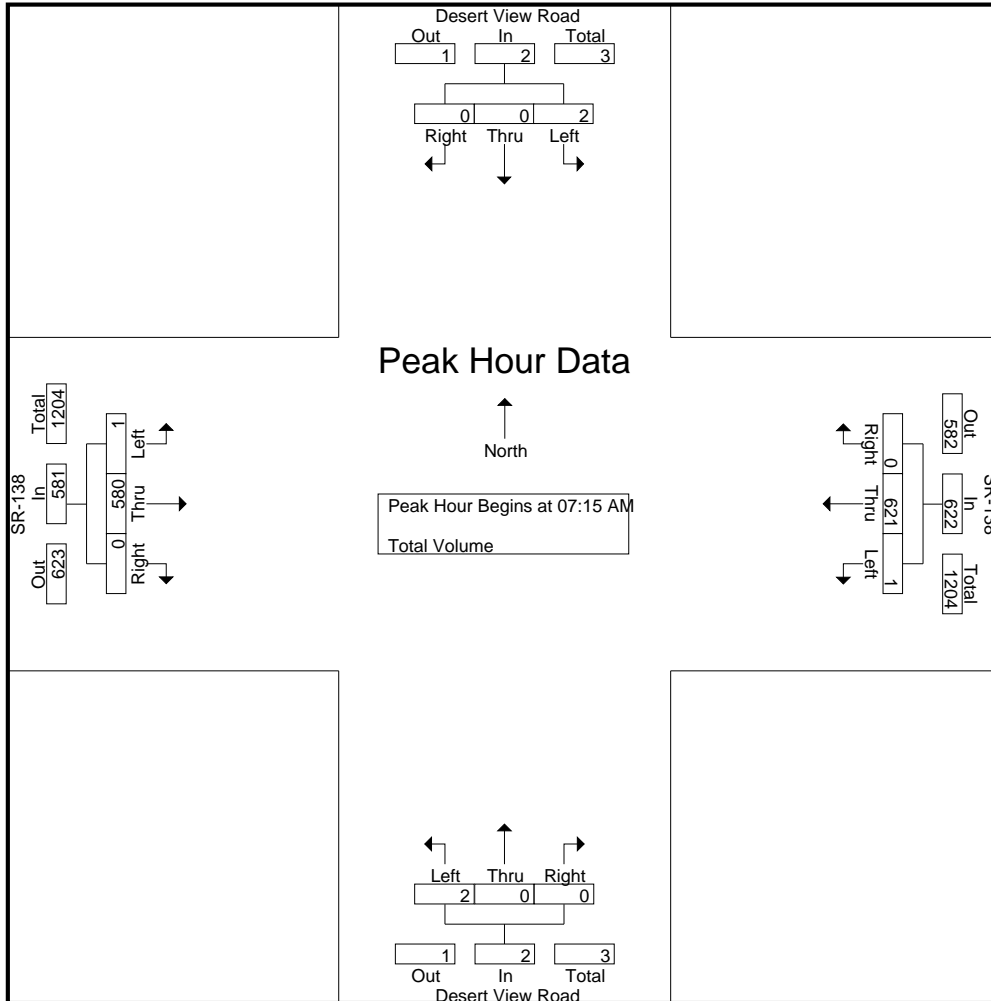 Desert View Road
Out In Total
1 2 3
0 0 2
Right Thru Left
Peak Hour Data
North
Peak Hour Begins at 07:15 AM
Total Volume
SR-138
Total In Out
1204 581 623
1 580 0
Left Thru Right
Out In Total
582 622 1204
0 621 1
Right Thru Left
SR-138
Left Thru Right
2 0 0
1 2 3
Out In Total
Desert View Road